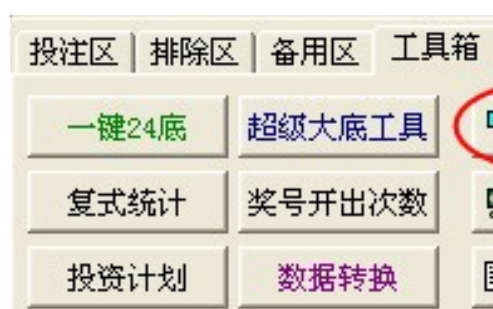 投注区 排除区 备用区 工具箱
一键24底 超级大底工具
复式统计 奖号开出次数
投资计划 数据转换